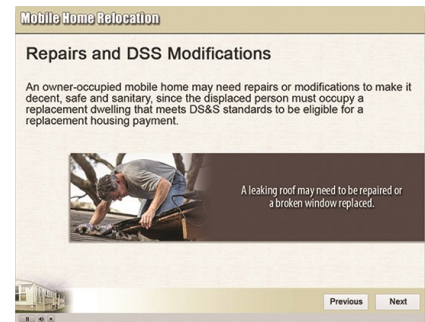 Mobile Home Relocation
Repairs and DSS Modifications
An owner-occupied mobile home may need repairs or modifications to make it
decent, safe and sanitary, since the displaced person must occupy a
replacement dwelling that meets DS&S standards to be eligible for a
replacement housing payment.
A leaking roof may need to be repaired or
a broken window replaced.
Previous Next